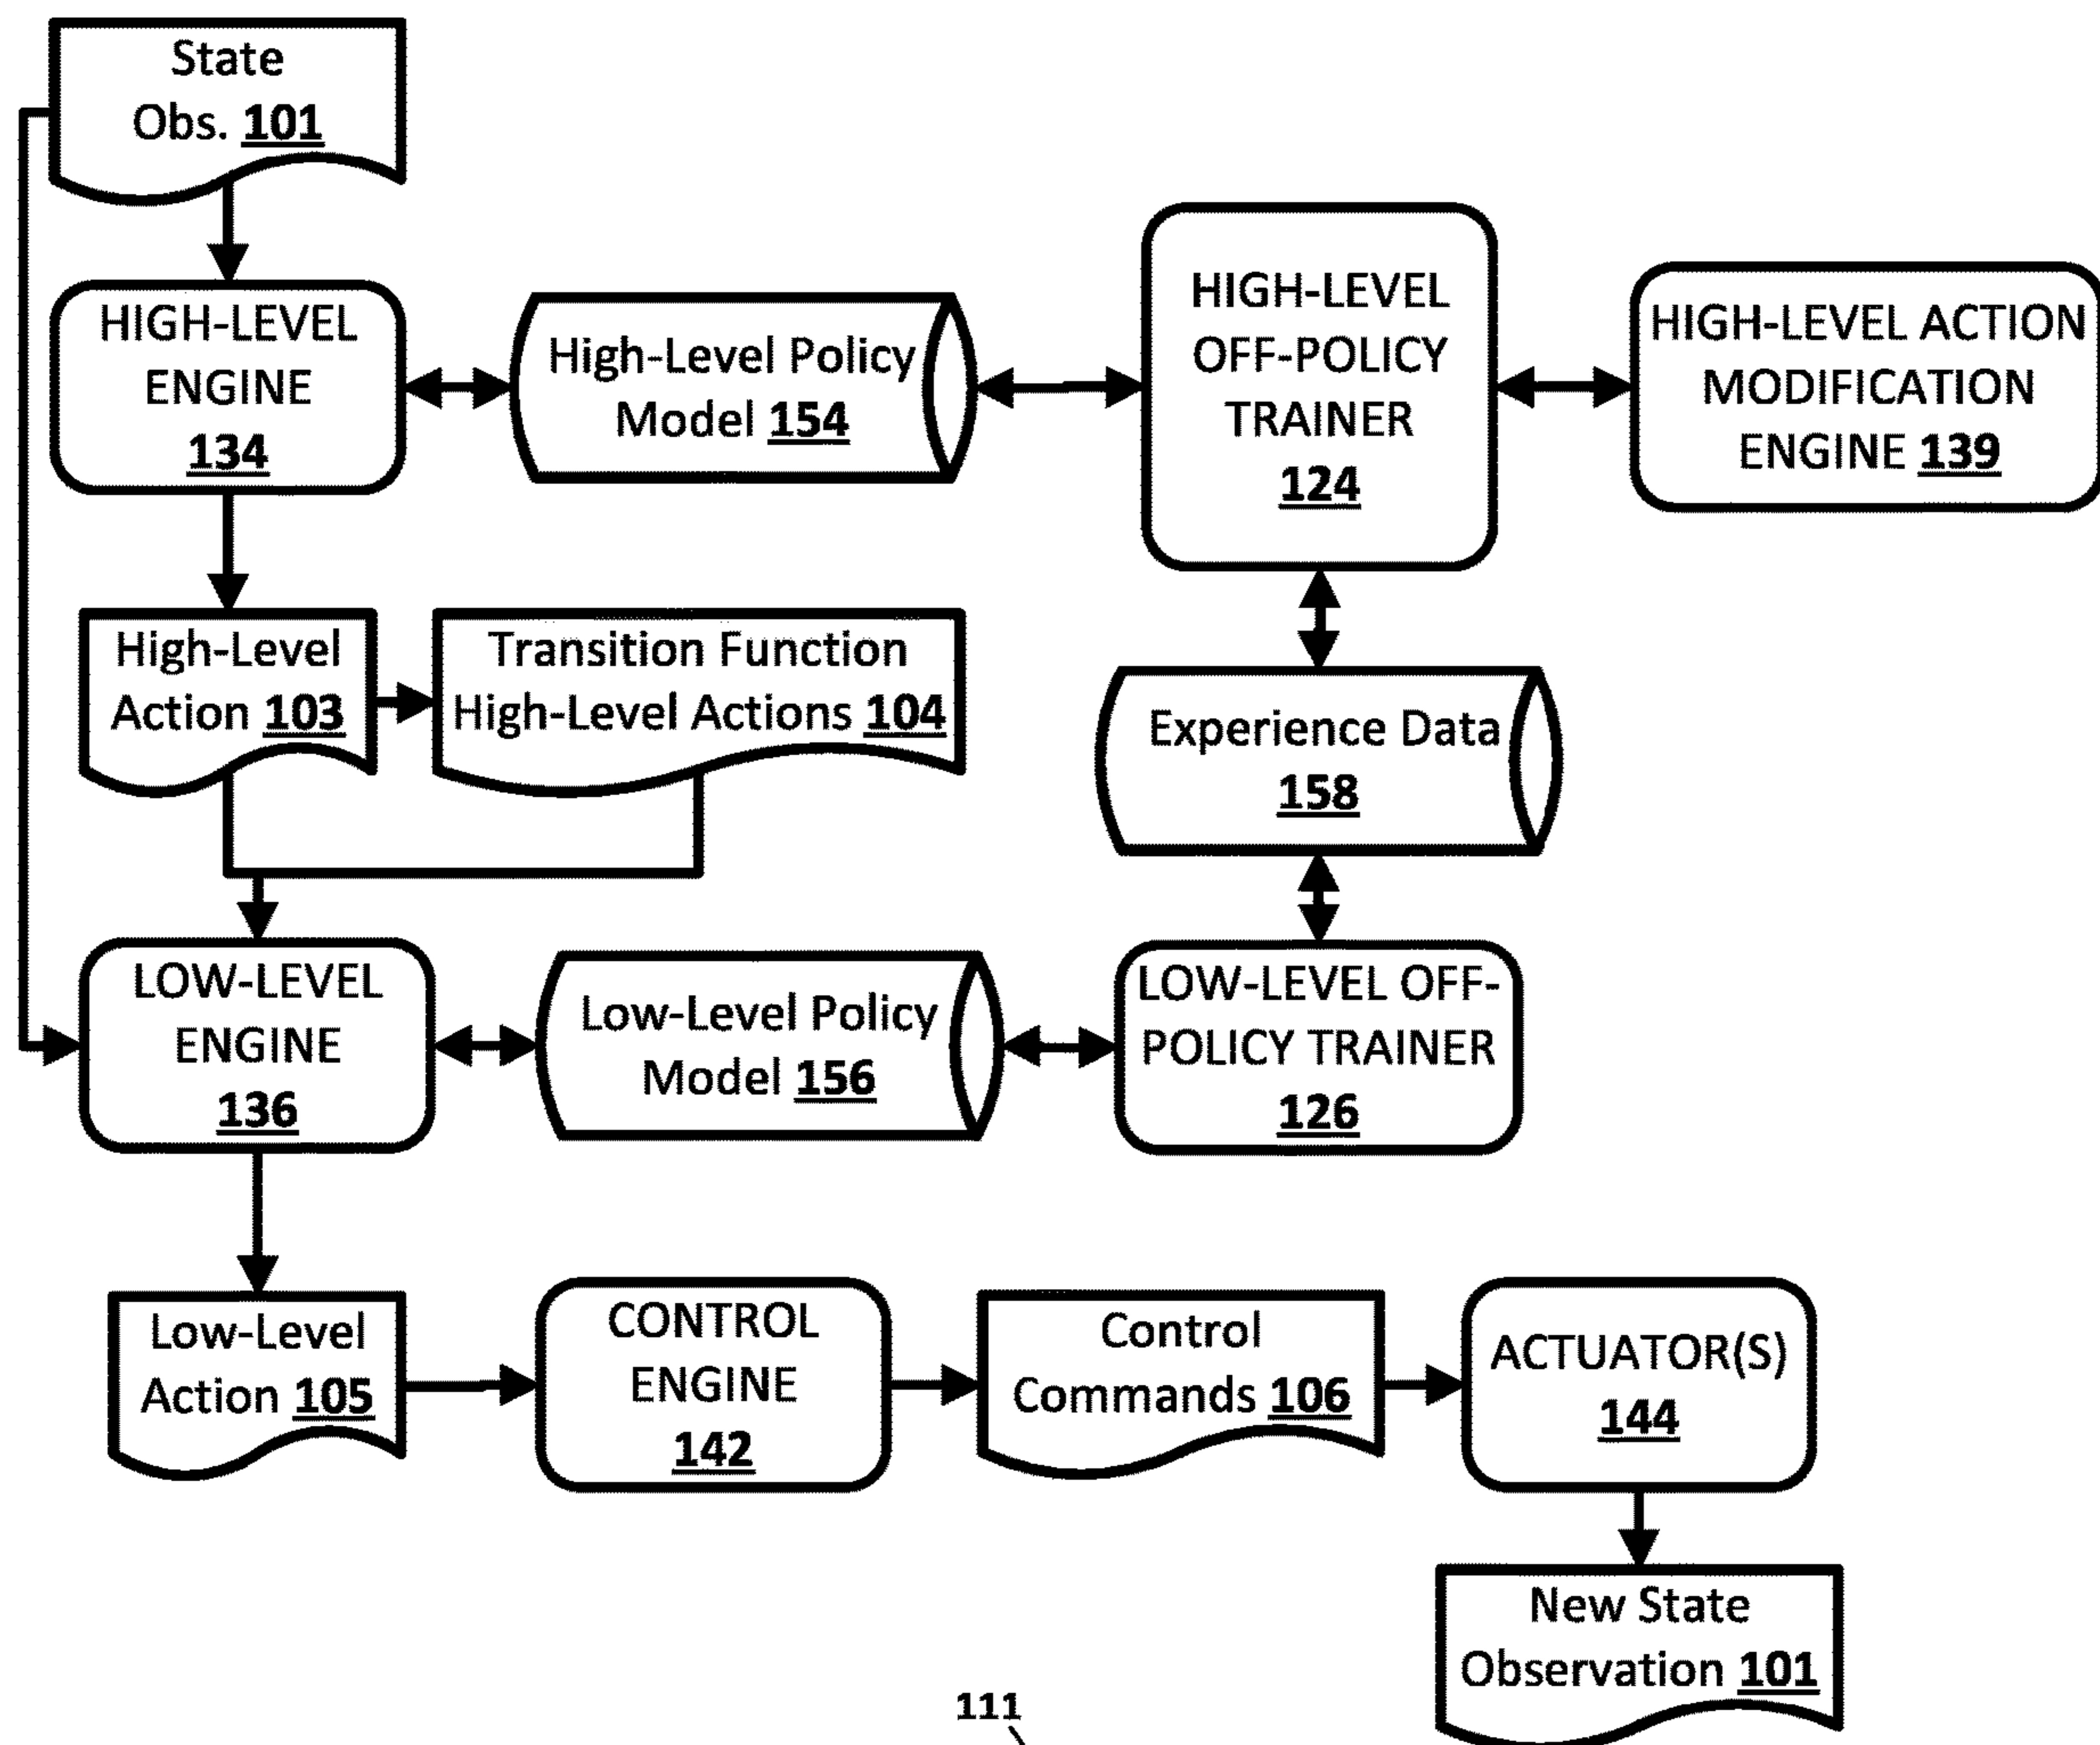 State
Obs. 101
HIGH-LEVEL
ENGINE
134
High-Level Policy
Model 154
HIGH-LEVEL
OFF-POLICY
TRAINER
124
HIGH-LEVEL ACTION
MODIFICATION
ENGINE 139
High-Level
Action 103
Transition Function
High-Level Actions 104
Experience Data
158
LOW-LEVEL
ENGINE
136
Low-Level Policy
Model 156
LOW-LEVEL OFF-
POLICY TRAINER
126
Low-Level
Action 105
CONTROL
ENGINE
142
Control
Commands 106
ACTUATOR(S)
144
New State
Observation 101
111